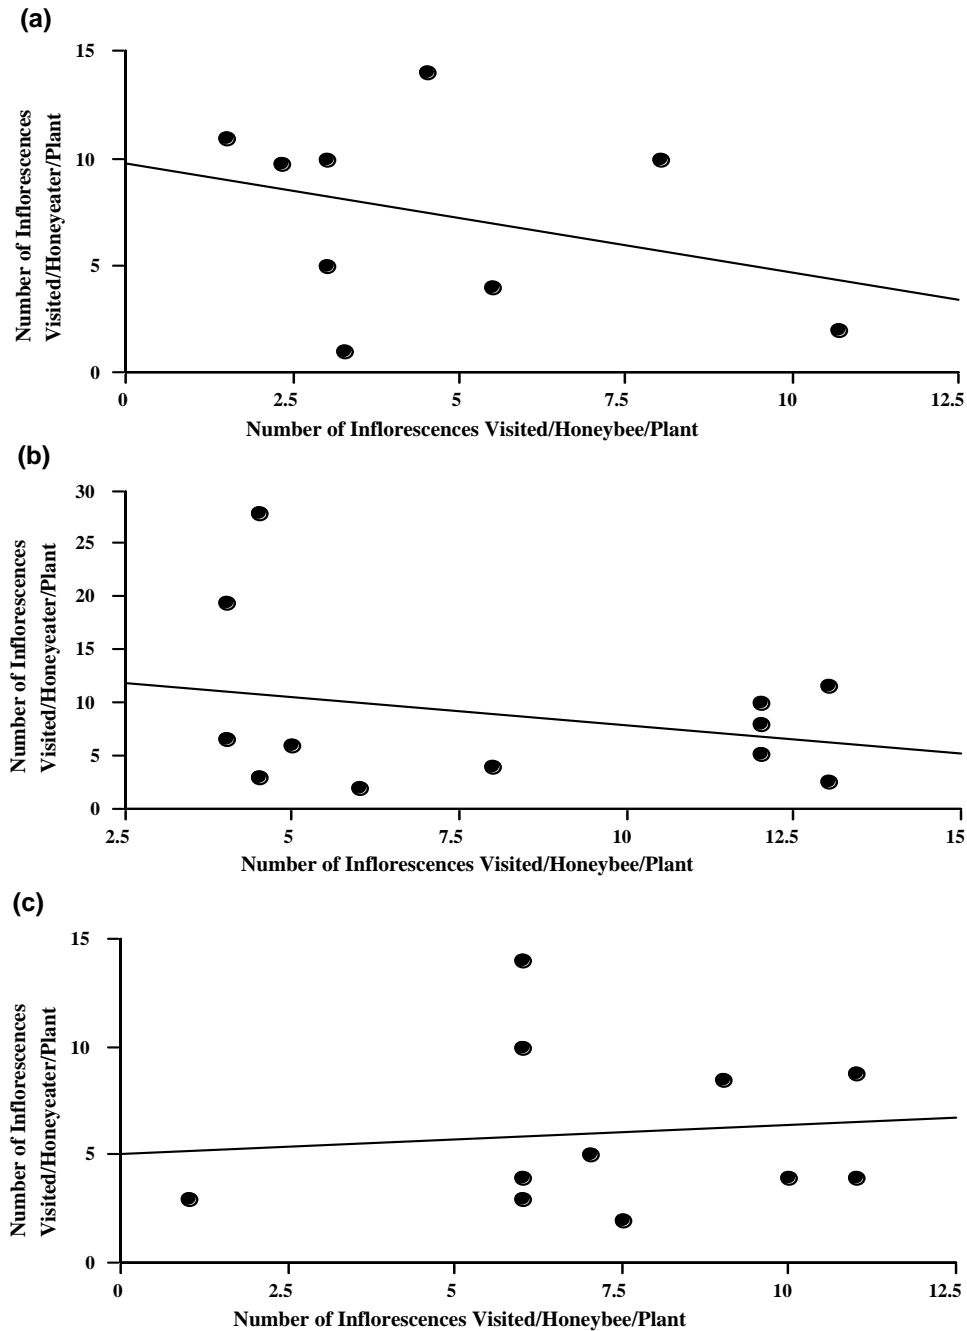 (a)
15
10
5
0
Number of Inflorescences
Visited/Honeyeater/Plant
0 2.5 5 7.5 10 12.5
Number of Inflorescences Visited/Honeybee/Plant
(b)
30
25
20
15
10
5
0
Number of Inflorescences
Visited/Honeyeater/Plant
2.5 5 7.5 10 12.5 15
Number of Inflorescences Visited/Honeybee/Plant
(c)
15
10
5
0
Number of Inflorescences
Visited/Honeyeater/Plant
0 2.5 5 7.5 10 12.5
Number of Inflorescences Visited/Honeybee/Plant